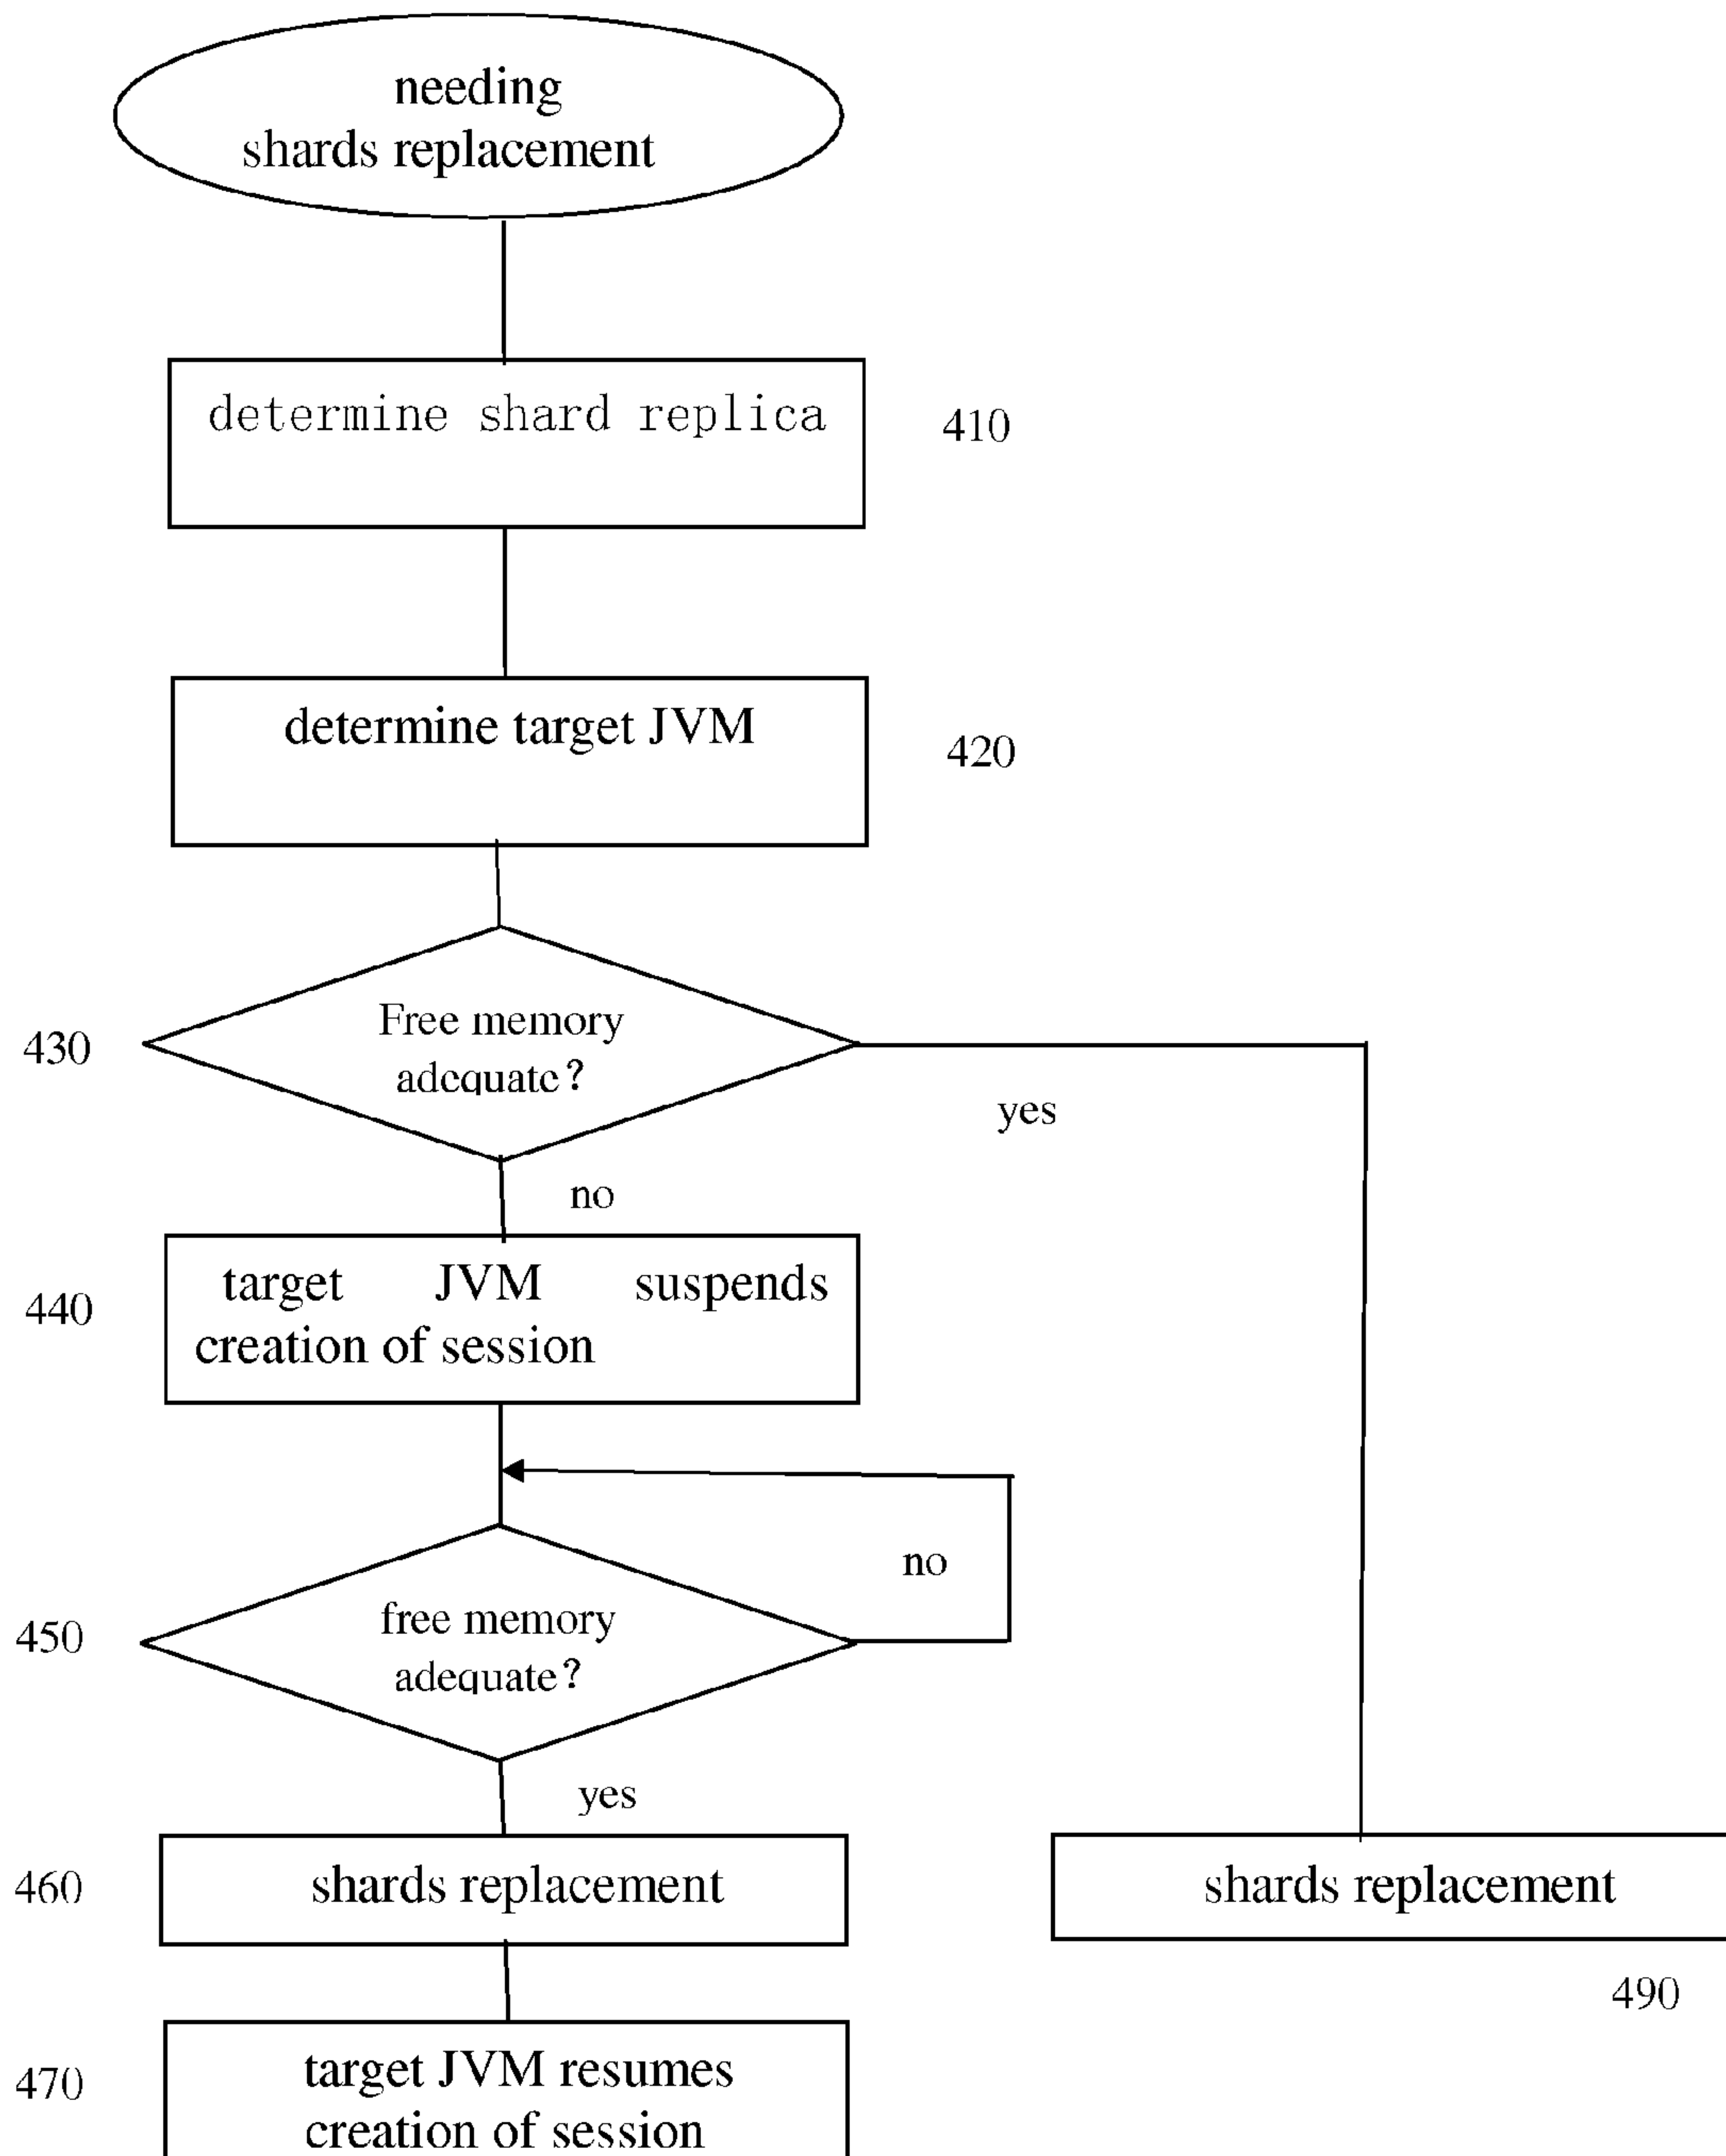 needing
shards replacement
determine shard replica
410
determine target JVM
420
Free memory
adequate?
430
yes
no
target JVM suspends
creation of session
440
no
free memory
adequate?
450
yes
shards replacement
460
shards replacement
490
target JVM resumes
creation of session
470